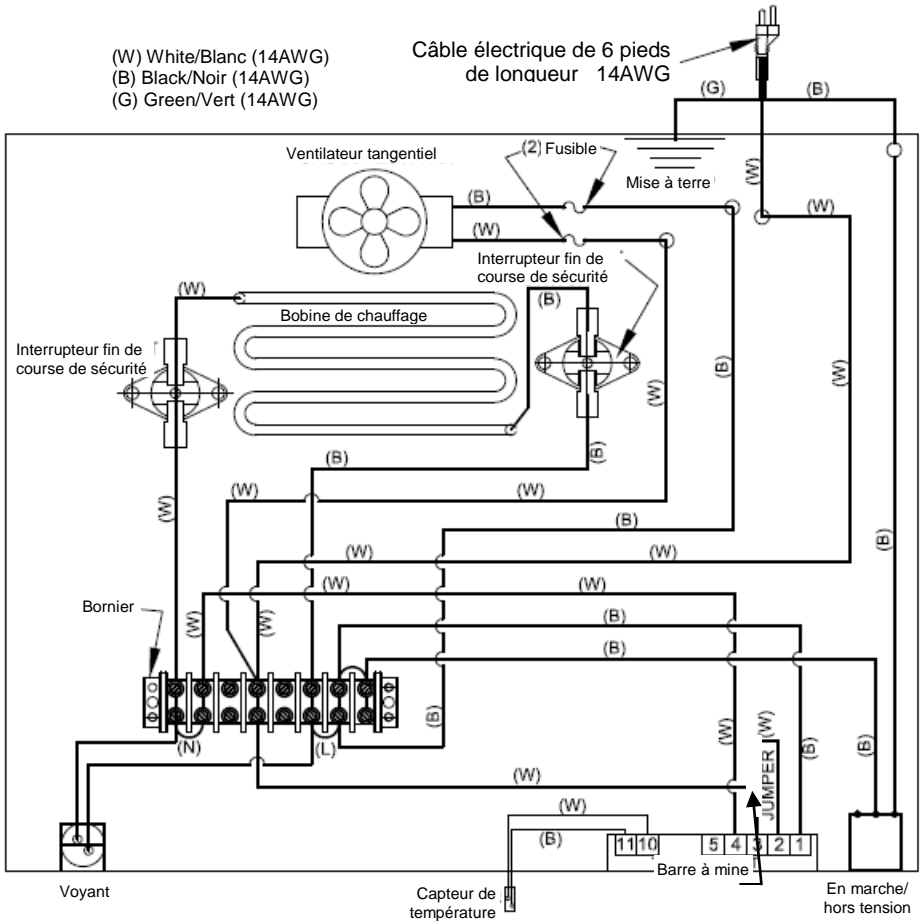 (W) White/Blanc (14AWG)
(B) Black/Noir (14AWG)
(G) Green/Vert (14AWG)
Câble électrique de 6 pieds
de longueur 14AWG
(G)
(B)
Ventilateur tangentiel
(2) Fusible
Mise à terre
(W)
(W)
(B)
(W)
Interrupteur fin de
course de sécurité
(W)
(B)
Bobine de chauffage
Interrupteur fin de
course de sécurité
(B)
(W)
(W)
(B)
(B)
(W)
(W)
(W)
(B)
(B)
(W)
(W)
(W)
(W)
Bornier
(W)
(W)
(B)
(B)
(N)
(L)
(B)
(W)
(W)
JUMPER
(B)
(B)
(W)
(W)
(B)
11 10
5 4 3 2 1
Barre à mine
Voyant
Capteur de
température
En marche/
hors tension